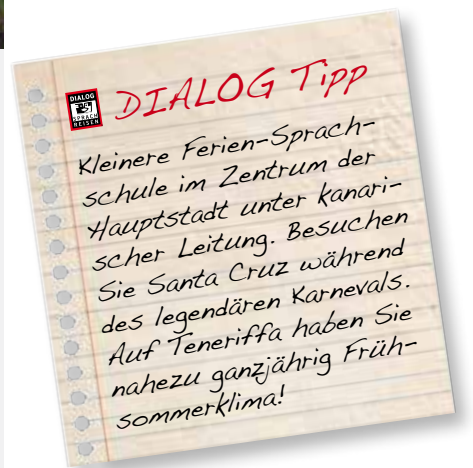 DIALOG
SPRACH
REISEN
DIALOG Tipp
Kleinere Ferien-Sprach-
schule im Zentrum der
Hauptstadt unter kanari-
scher Leitung. Besuchen
Sie Santa Cruz während
des legendären Karnevals.
Auf Teneriffa haben Sie
nahezu ganzjährig Früh-
sommerklima!